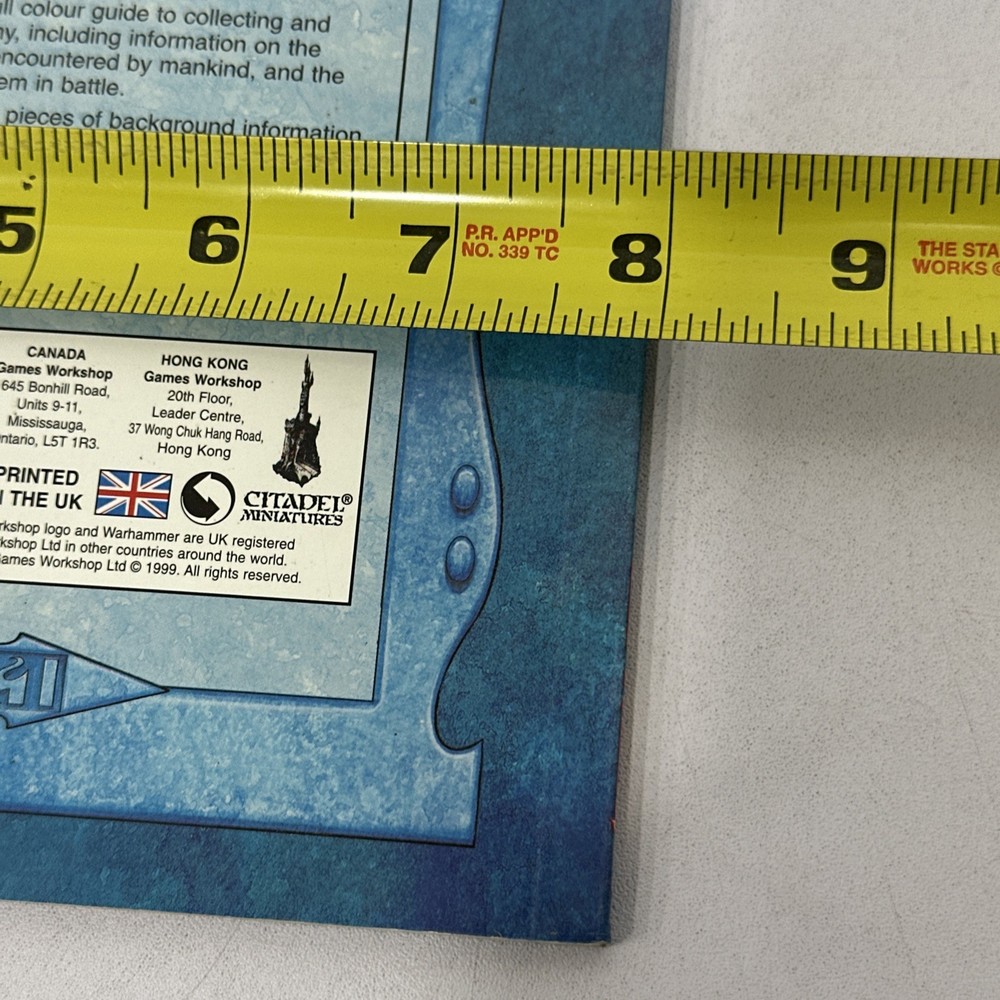 ll colour guide to collecting and
y, including information on the
encountered by mankind, and the
em in battle.
pieces of background information
5 6 7 8 9
P.R. APP'D
NO. 339 TC
THE STA
WORKS ©
CANADA
Games Workshop
645 Bonhill Road,
Units 9-11,
Mississauga,
ntario, L5T 1R3.
HONG KONG
Games Workshop
20th Floor,
Leader Centre,
37 Wong Chuk Hang Road,
Hong Kong
PRINTED
THE UK
CITADEL®
MINIATURES
rkshop logo and Warhammer are UK registered
kshop Ltd in other countries around the world.
Games Workshop Ltd © 1999. All rights reserved.